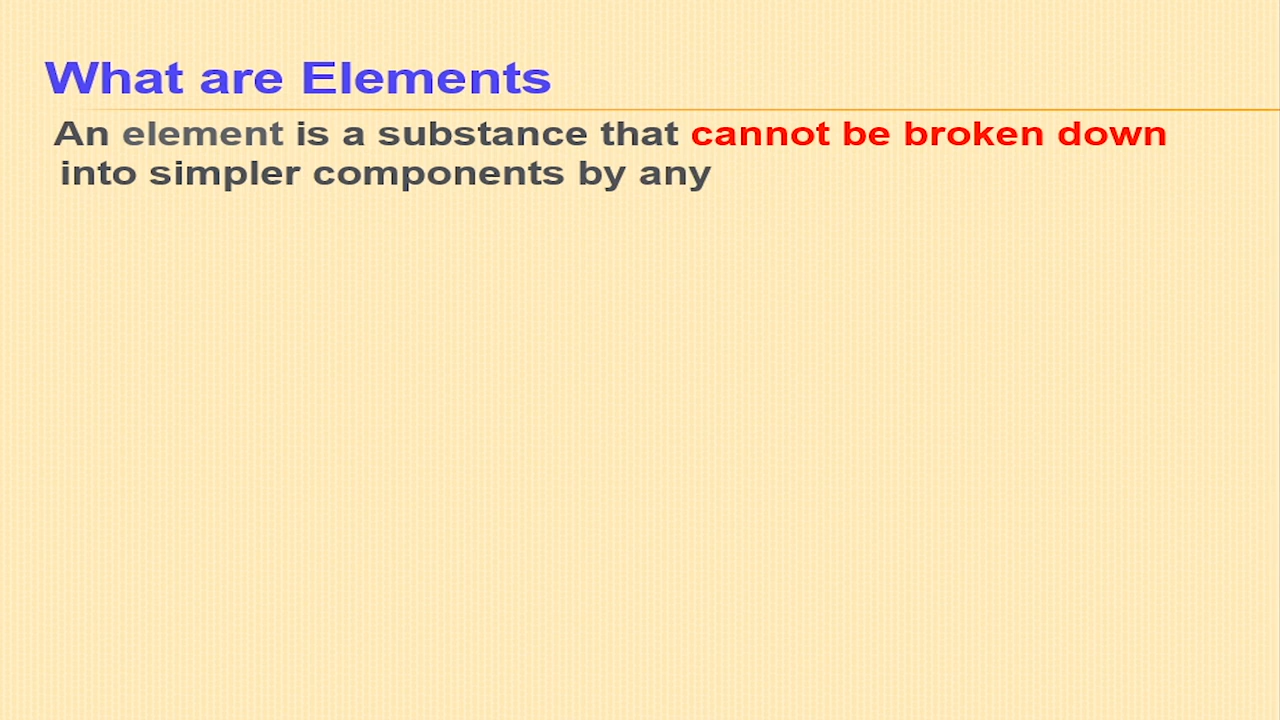 What are Elements
An element is a substance that cannot be broken down
into simpler components by any